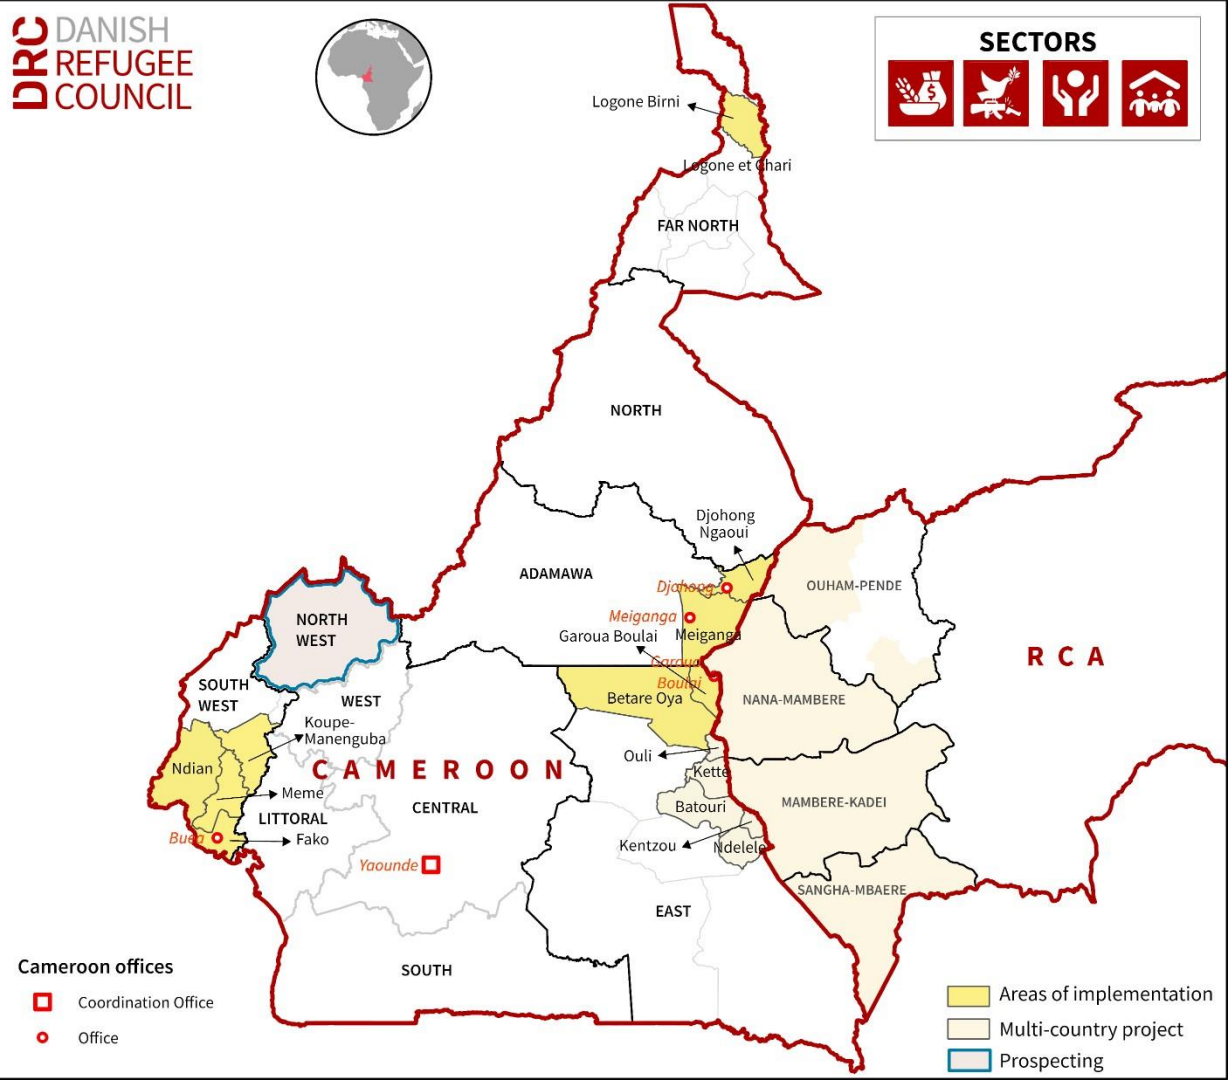 DRC
DANISH
REFUGEE
COUNCIL
SECTORS
$
Logone Birni
Logone et Chari
FAR NORTH
NORTH
Djohong
Ngaoui
ADAMAWA
OUHAM-PENDE
Djohong
NORTH
WEST
Meiganga
Garoua Boulai
Meiganga
RCA
Garoua
Boulai
SOUTH
WEST
WEST
Betare Oya
NANA-MAMBERE
Koupe-
Manenguba
Ouli
Ndian
CAMEROON
Kette
Meme
CENTRAL
Batouri
MAMBERE-KADEI
LITTORAL
Buea
Fako
Kentzou
Ndelele
Yaounde
SANGHA-MBAERE
EAST
SOUTH
Cameroon offices
Coordination Office
Office
Areas of implementation
Multi-country project
Prospecting